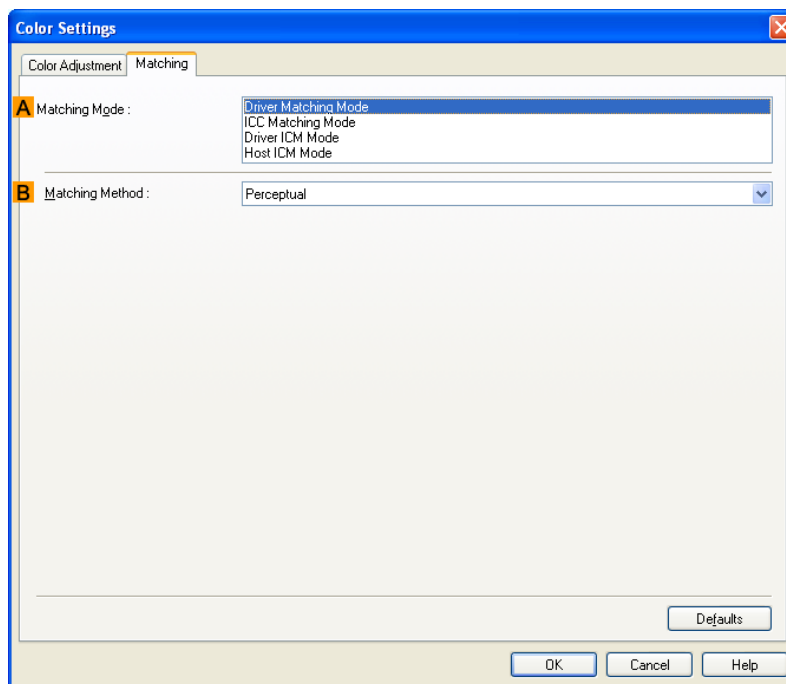 Color Settings
Color Adjustment Matching
A Matching Mode : Driver Matching Mode
ICC Matching Mode
Driver ICM Mode
Host ICM Mode
B Matching Method : Perceptual
Defaults
OK Cancel Help